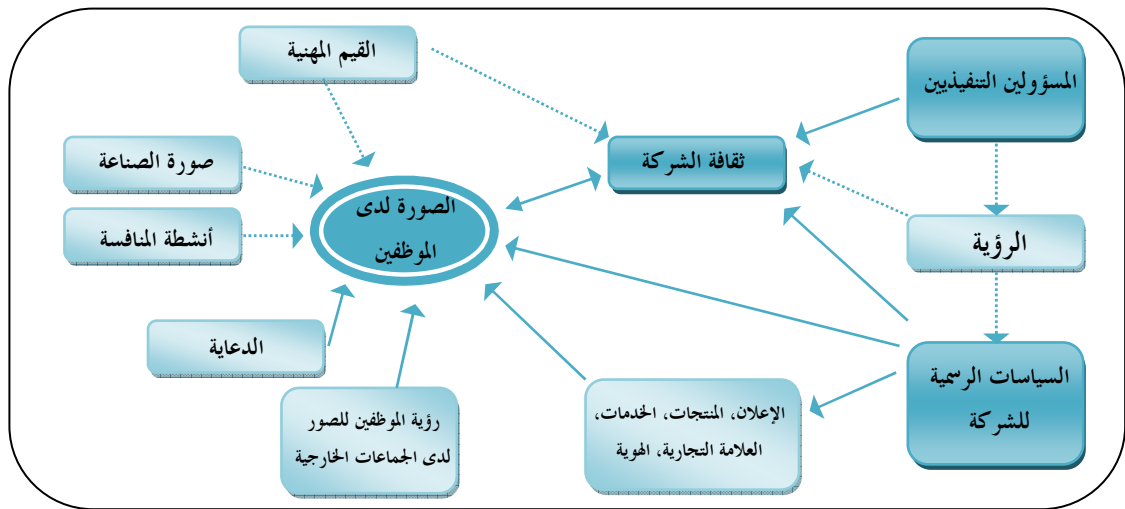 القيم المهنية
المسؤولين التنفيذيين
صورة الصناعة
ثقافة الشركة
أنشطة المنافسة
الصورة لدى
الموظفين
الرؤية
الدعاية
السياسات الرسمية
للشركة
رؤية الموظفين للصور
لدى الجماعات الخارجية
الإعلان، المنتجات، الخدمات،
العلامة التجارية، الهوية